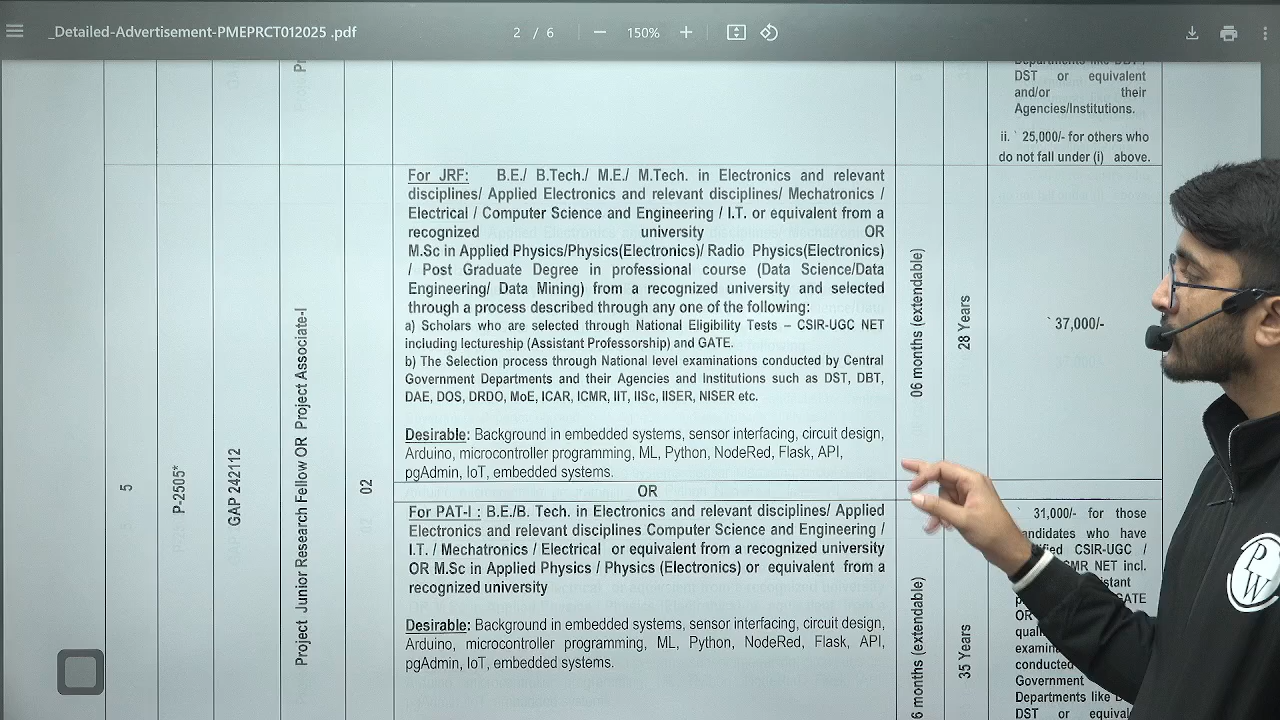 _Detailed-Advertisement-PMEPRCT012025 .pdf
2 / 6
150%
DST or equivalent
and/or their
Agencies/Institutions.
ii. ` 25,000/- for others who
do not fall under (i) above.
5
P-2505*
GAP 242112
Project Junior Research Fellow OR Project Associate-I
02
For JRF: B.E./ B.Tech./ M.E./ M.Tech. in Electronics and relevant
disciplines/ Applied Electronics and relevant disciplines/ Mechatronics /
Electrical / Computer Science and Engineering / I.T. or equivalent from a
recognized university OR
M.Sc in Applied Physics/Physics(Electronics)/ Radio Physics(Electronics)
/ Post Graduate Degree in professional course (Data Science/Data
Engineering/ Data Mining) from a recognized university and selected
through a process described through any one of the following:
a) Scholars who are selected through National Eligibility Tests – CSIR-UGC NET
including lectureship (Assistant Professorship) and GATE.
b) The Selection process through National level examinations conducted by Central
Government Departments and their Agencies and Institutions such as DST, DBT,
DAE, DOS, DRDO, MoE, ICAR, ICMR, IIT, IISc, IISER, NISER etc.
Desirable: Background in embedded systems, sensor interfacing, circuit design,
Arduino, microcontroller programming, ML, Python, NodeRed, Flask, API,
pgAdmin, IoT, embedded systems.
06 months (extendable)
28 Years
` 37,000/-
OR
For PAT-I : B.E./B. Tech. in Electronics and relevant disciplines/ Applied
Electronics and relevant disciplines Computer Science and Engineering /
I.T. / Mechatronics / Electrical or equivalent from a recognized university
OR M.Sc in Applied Physics / Physics (Electronics) or equivalent from a
recognized university
Desirable: Background in embedded systems, sensor interfacing, circuit design,
Arduino, microcontroller programming, ML, Python, NodeRed, Flask, API,
pgAdmin, IoT, embedded systems.
6 months (extendable)
35 Years
` 31,000/- for those
candidates who have
CSIR-UGC /
NET incl.
GATE
OR
conducted
Government
Departments like
DST or
P
W